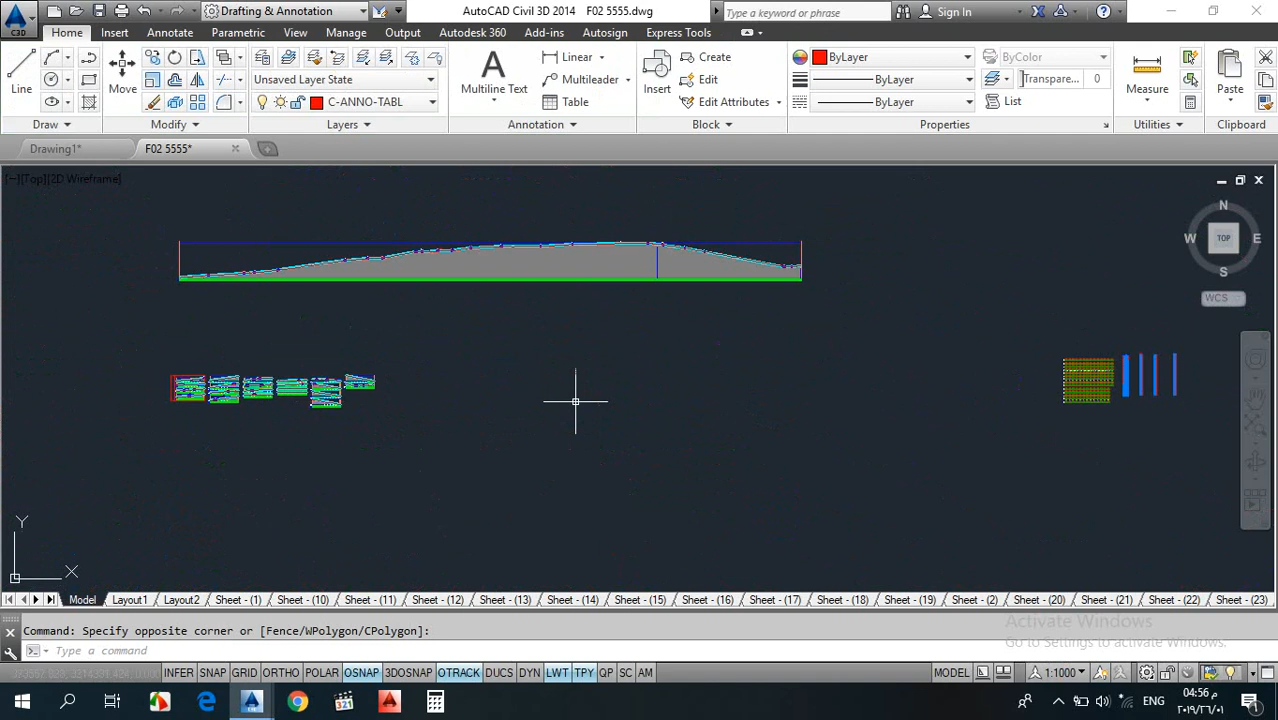 Drafting & Annotation
AutoCAD Civil 3D 2014 F02 5555.dwg
Type a keyword or phrase
Sign In
C3D
Home Insert Annotate Parametric View Manage Output Autodesk 360 Add-ins Autosign Express Tools
Line
Move
Unsaved Layer State
C-ANNO-TABL
Multiline Text
Linear
Multileader
Table
Insert
Create
Edit
Edit Attributes
ByLayer
ByLayer
ByLayer
ByColor
Transpare... 0
List
Measure
Paste
Draw Modify Layers Annotation Block Properties Utilities Clipboard
Drawing1* F02 5555*
[−][Top][2D Wireframe]
N
W TOP E
S
WCS
Y
X
Model Layout1 Layout2 Sheet - (1) Sheet - (10) Sheet - (11) Sheet - (12) Sheet - (13) Sheet - (14) Sheet - (15) Sheet - (16) Sheet - (17) Sheet - (18) Sheet - (19) Sheet - (2) Sheet - (20) Sheet - (21) Sheet - (22) Sheet - (23)
Activate Windows
Command: Specify opposite corner or [Fence/WPolygon/CPolygon]:
Go to Settings to activate Windows.
Type a command
INFER SNAP GRID ORTHO POLAR OSNAP 3DOSNAP OTRACK DUCS DYN LWT TPY QP SC AM MODEL 1:1000
321
ENG
04:56 م
٢٠١٩/٢٦/٠١
1